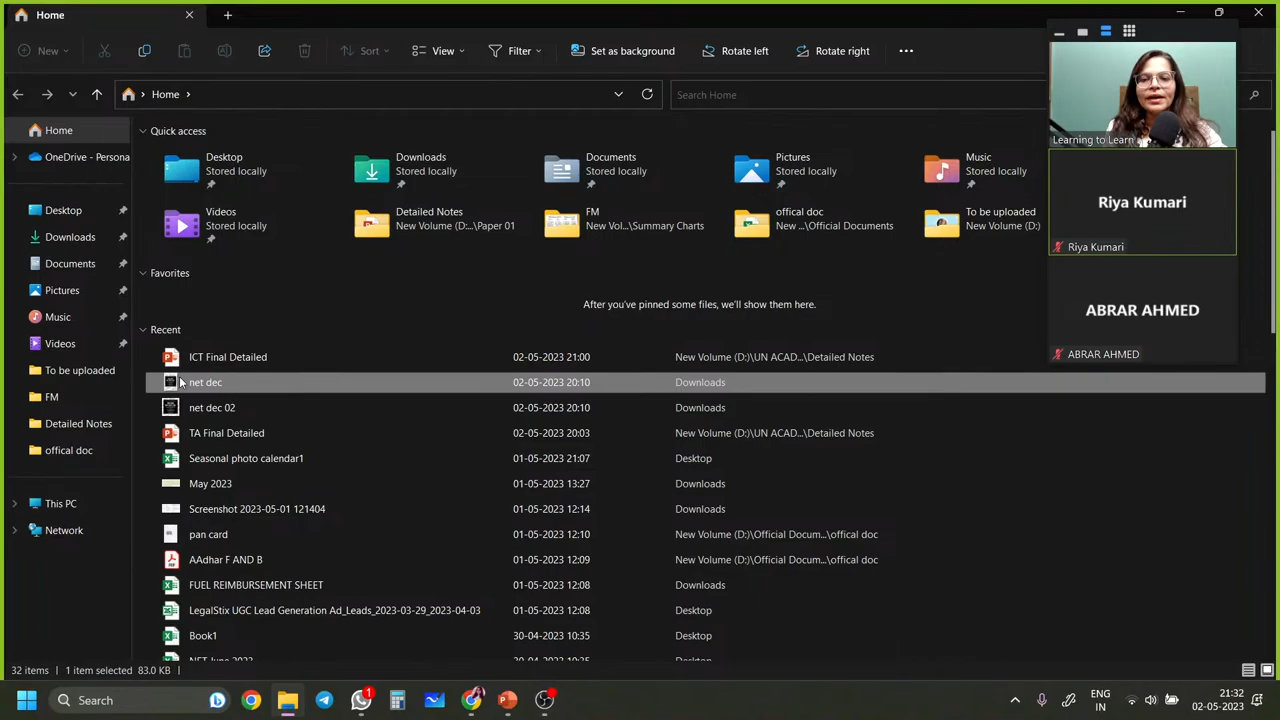 Home
New
Sort
View
Filter
Set as background
Rotate left
Rotate right
Home
Search Home
Learning to Learn
Riya Kumari
Riya Kumari
ABRAR AHMED
ABRAR AHMED
Home
OneDrive - Persona
Desktop
Downloads
Documents
Pictures
Music
Videos
To be uploaded
FM
Detailed Notes
offical doc
This PC
Network
Quick access
Desktop
Stored locally
Downloads
Stored locally
Documents
Stored locally
Pictures
Stored locally
Music
Stored locally
Videos
Stored locally
Detailed Notes
New Volume (D:...\Paper 01
FM
New Vol...\Summary Charts
offical doc
New ...\Official Documents
To be uploaded
New Volume (D:)
Favorites
After you've pinned some files, we'll show them here.
Recent
ICT Final Detailed 02-05-2023 21:00 New Volume (D:)\UN ACAD...\Detailed Notes
net dec 02-05-2023 20:10 Downloads
net dec 02 02-05-2023 20:10 Downloads
TA Final Detailed 02-05-2023 20:03 New Volume (D:)\UN ACAD...\Detailed Notes
Seasonal photo calendar1 01-05-2023 21:07 Desktop
May 2023 01-05-2023 13:27 Downloads
Screenshot 2023-05-01 121404 01-05-2023 12:14 Downloads
pan card 01-05-2023 12:10 New Volume (D:)\Official Docum...\offical doc
AAdhar F AND B 01-05-2023 12:09 New Volume (D:)\Official Docum...\offical doc
FUEL REIMBURSEMENT SHEET 01-05-2023 12:08 Downloads
LegalStix UGC Lead Generation Ad_Leads_2023-03-29_2023-04-03 01-05-2023 12:08 Desktop
Book1 30-04-2023 10:35 Desktop
32 items 1 item selected 83.0 KB
Search
1
ENG
IN
21:32
02-05-2023